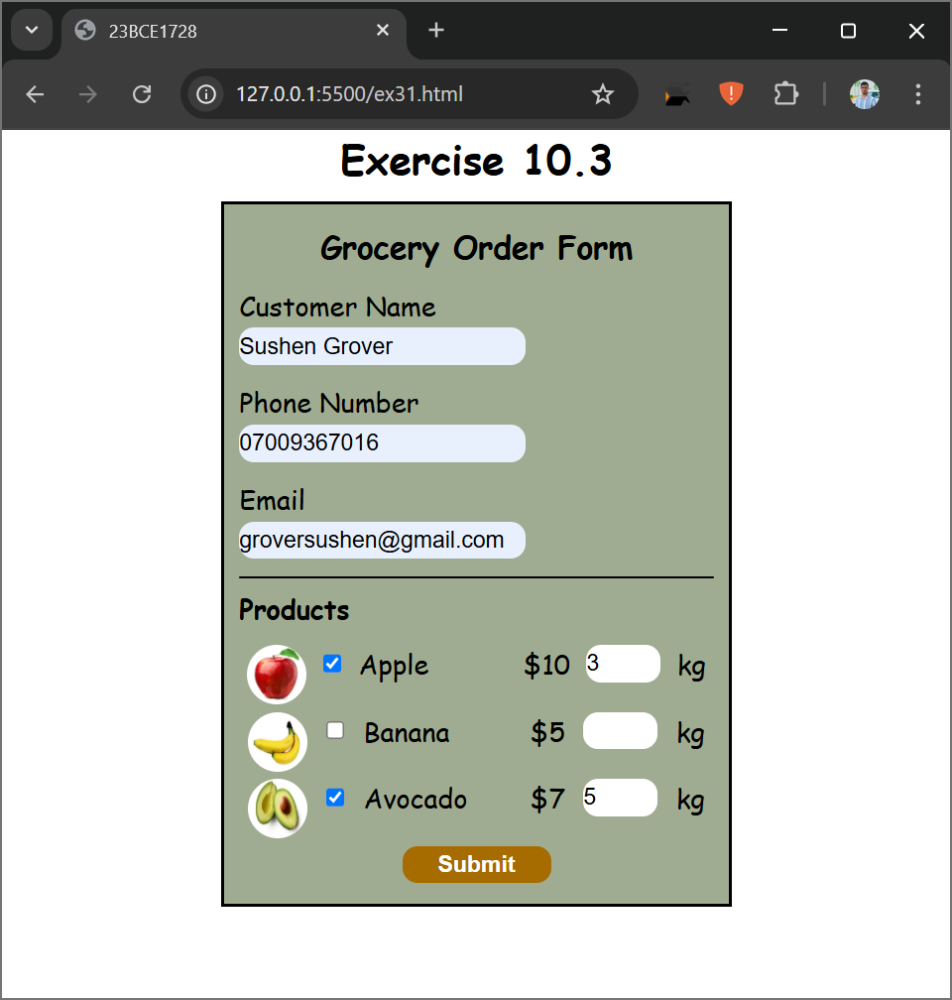 23BCE1728
127.0.0.1:5500/ex31.html
Exercise 10.3
Grocery Order Form
Customer Name
Sushen Grover
Phone Number
07009367016
Email
groversushen@gmail.com
Products
Apple $10 3 kg
Banana $5 kg
Avocado $7 5 kg
Submit